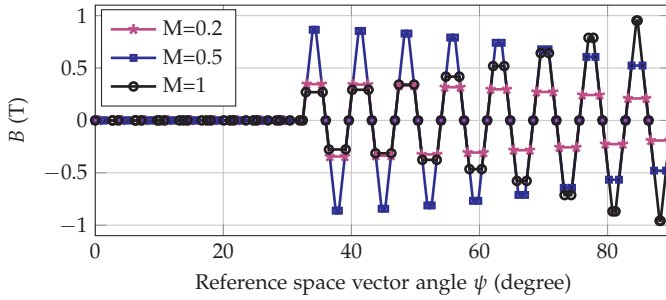 M=0.2
M=0.5
M=1
1
0.5
0
−0.5
−1
B (T)
0 20 40 60 80
Reference space vector angle ψ (degree)